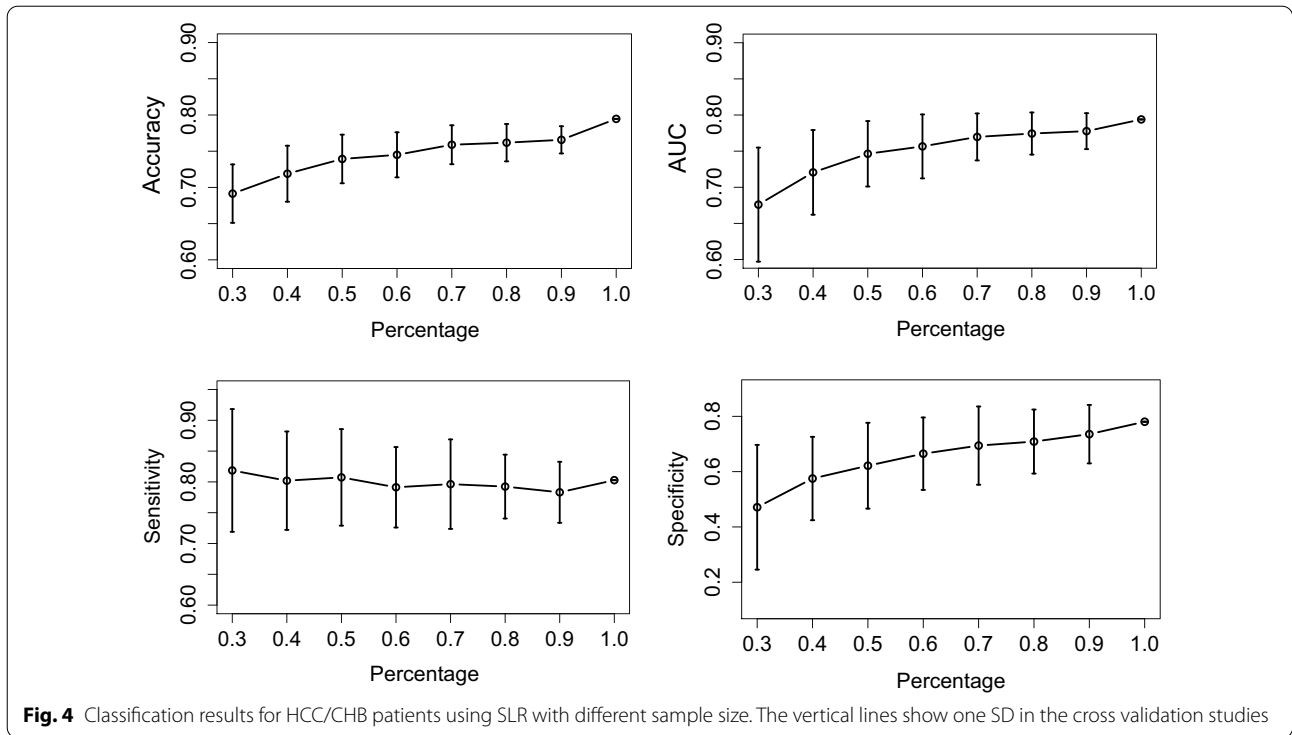 Accuracy
0.90
0.80
0.70
0.60
0.3 0.4 0.5 0.6 0.7 0.8 0.9 1.0
Percentage
AUC
0.90
0.80
0.70
0.60
0.3 0.4 0.5 0.6 0.7 0.8 0.9 1.0
Percentage
Sensitivity
0.90
0.80
0.70
0.60
0.3 0.4 0.5 0.6 0.7 0.8 0.9 1.0
Percentage
Specificity
0.8
0.6
0.4
0.2
0.3 0.4 0.5 0.6 0.7 0.8 0.9 1.0
Percentage
Fig. 4 Classification results for HCC/CHB patients using SLR with different sample size. The vertical lines show one SD in the cross validation studies